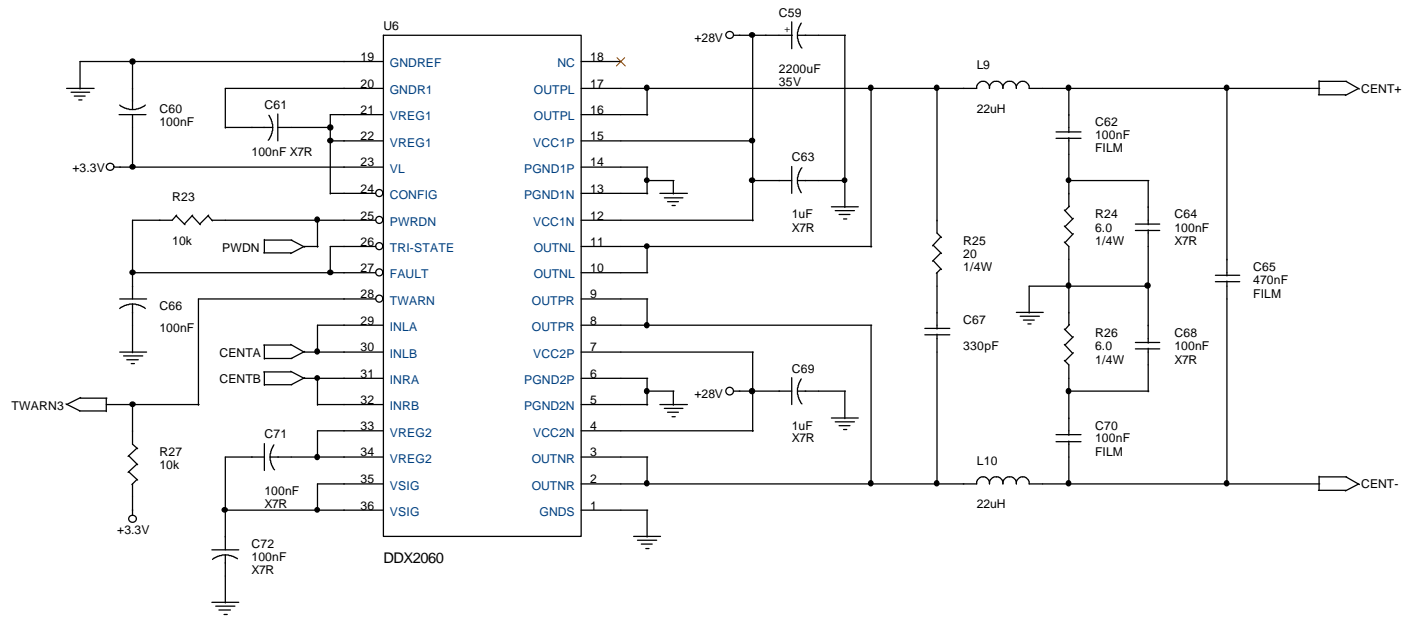 U6
19 GNDREF
20 GNDR1
21 VREG1
22 VREG1
23 VL
24 CONFIG
25 PWRDN
26 TRI-STATE
27 FAULT
28 TWARN
29 INLA
30 INLB
31 INRA
32 INRB
33 VREG2
34 VREG2
35 VSIG
36 VSIG
NC 18
OUTPL 17
OUTPL 16
VCC1P 15
PGND1P 14
PGND1N 13
VCC1N 12
OUTNL 11
OUTNL 10
OUTPR 9
OUTPR 8
VCC2P 7
PGND2P 6
PGND2N 5
VCC2N 4
OUTNR 3
OUTNR 2
GNDS 1
DDX2060
C60
100nF
C61
100nF X7R
+3.3V
R23
10k
PWDN
C66
100nF
CENTA
CENTB
TWARN3
R27
10k
+3.3V
C71
100nF
X7R
C72
100nF
X7R
C59
+
+28V
2200uF
35V
C63
1uF
X7R
+28V
C69
1uF
X7R
R25
20
1/4W
C67
330pF
L9
22uH
L10
22uH
C62
100nF
FILM
R24
6.0
1/4W
C64
100nF
X7R
R26
6.0
1/4W
C68
100nF
X7R
C70
100nF
FILM
C65
470nF
FILM
CENT+
CENT-